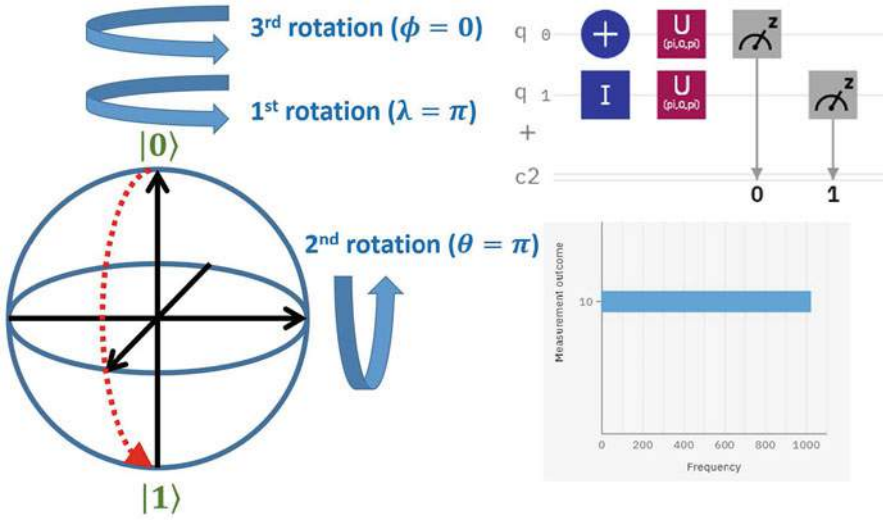 3rd rotation (ϕ = 0)
1st rotation (λ = π)
|0⟩
2nd rotation (θ = π)
|1⟩
q 0
+
U
(pi,0,pi)
z
q 1
I
U
(pi,0,pi)
z
+
c2
0 1
Measurement outcome
10
0 200 400 600 800 1000
Frequency